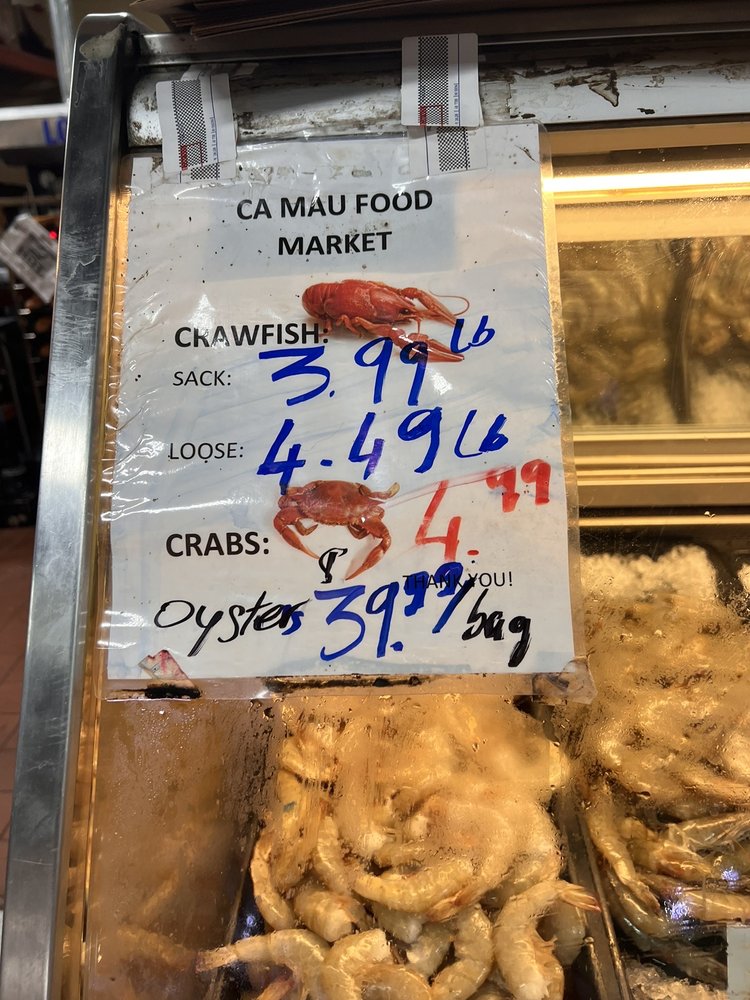 CA MAU FOOD
MARKET
CRAWFISH:
SACK: 3.99 lb
LOOSE: 4.49 lb
CRABS: 4.99
THANK YOU!
Oysters $ 39.99/bag